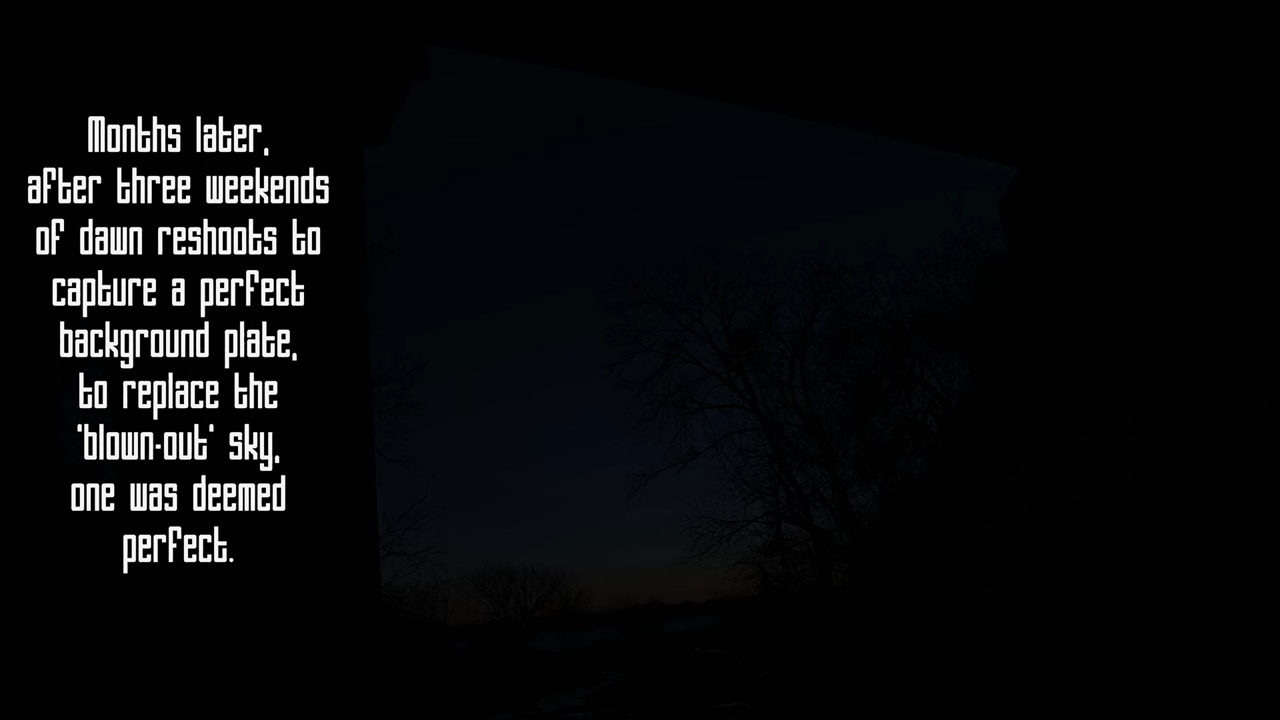 Months later,
after three weekends
of dawn reshoots to
capture a perfect
background plate,
to replace the
'blown-out' sky,
one was deemed
perfect.